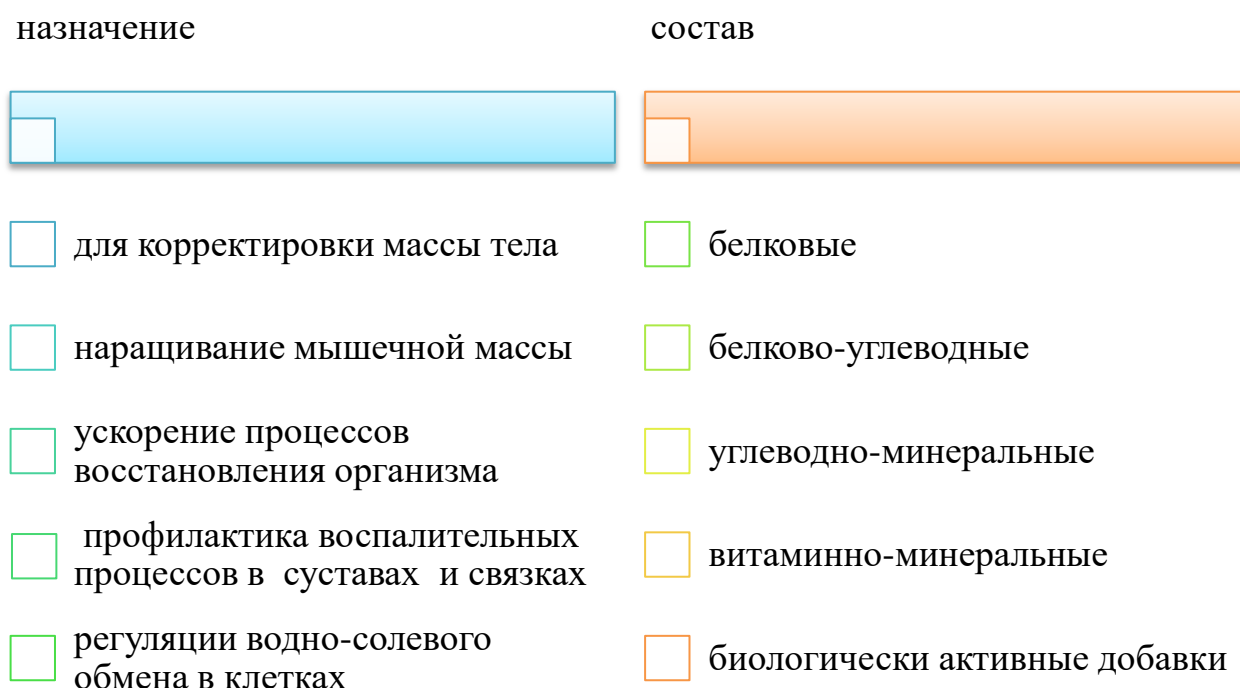 назначение
для корректировки массы тела
наращивание мышечной массы
ускорение процессов
восстановления организма
профилактика воспалительных
процессов в суставах и связках
регуляции водно-солевого
обмена в клетках
состав
белковые
белково-углеводные
углеводно-минеральные
витаминно-минеральные
биологически активные добавки